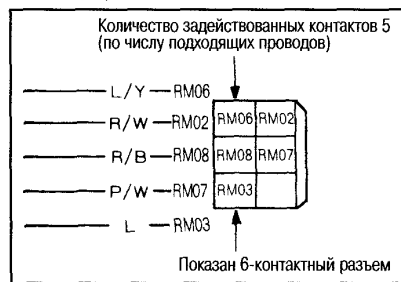 Количество задействованных контактов 5
(по числу подходящих проводов)
L/Y RM06
R/W RM02 RM06 RM02
R/B RM08 RM08 RM07
P/W RM07 RM03
L RM03
Показан 6-контактный разъем